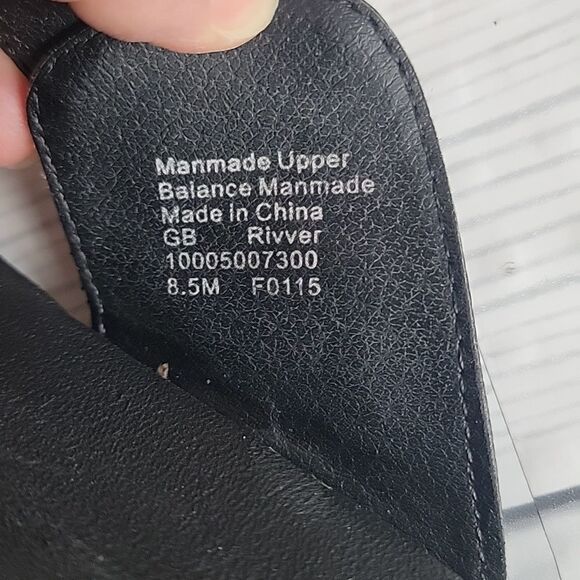 Manmade Upper
Balance Manmade
Made in China
GB Rivver
10005007300
8.5M F0115